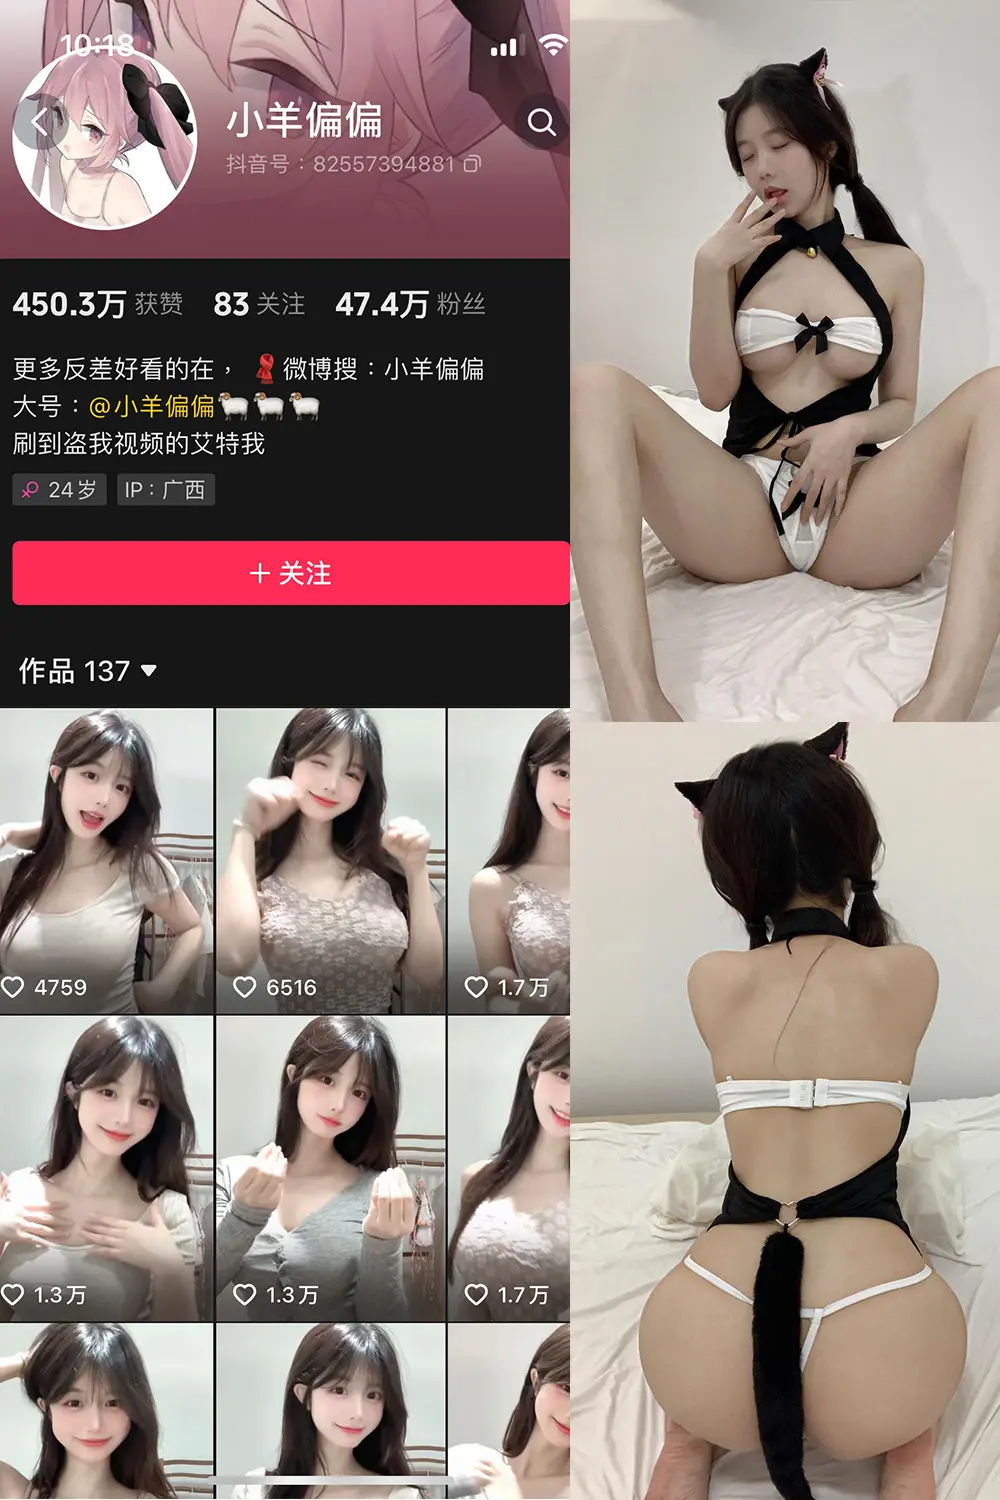 10:18
小羊偏偏
抖音号：82557394881
450.3万 获赞 83 关注 47.4万 粉丝
更多反差好看的在，🧣微博搜：小羊偏偏
大号：@小羊偏偏🐏🐏🐏
刷到盗我视频的艾特我
24岁 IP：广西
＋关注
作品 137
4759 6516 1.7万
1.3万 1.3万 1.7万